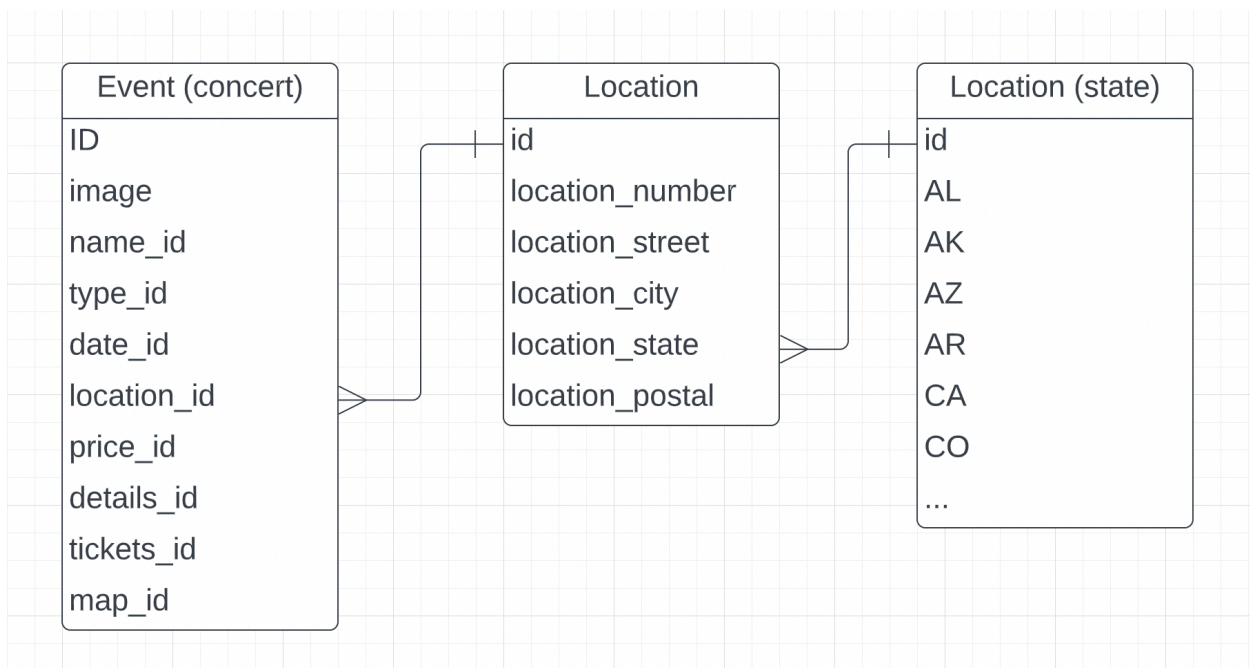 Event (concert)
ID
image
name_id
type_id
date_id
location_id
price_id
details_id
tickets_id
map_id
Location
id
location_number
location_street
location_city
location_state
location_postal
Location (state)
id
AL
AK
AZ
AR
CA
CO
...